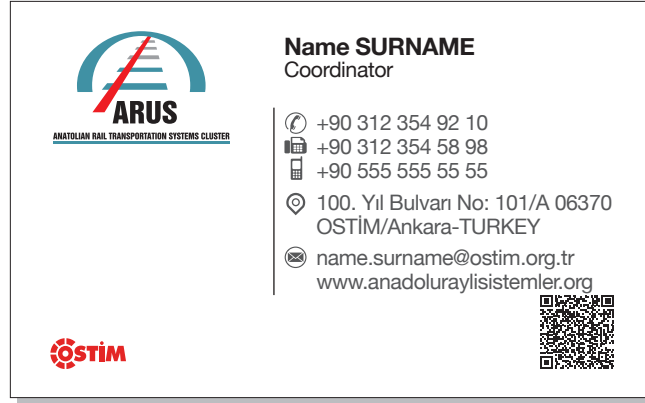 ARUS
ANATOLIAN RAIL TRANSPORTATION SYSTEMS CLUSTER
Name SURNAME
Coordinator
+90 312 354 92 10
+90 312 354 58 98
+90 555 555 55 55
100. Yıl Bulvarı No: 101/A 06370
OSTİM/Ankara-TURKEY
name.surname@ostim.org.tr
www.anadoluraylisistemler.org
OSTİM